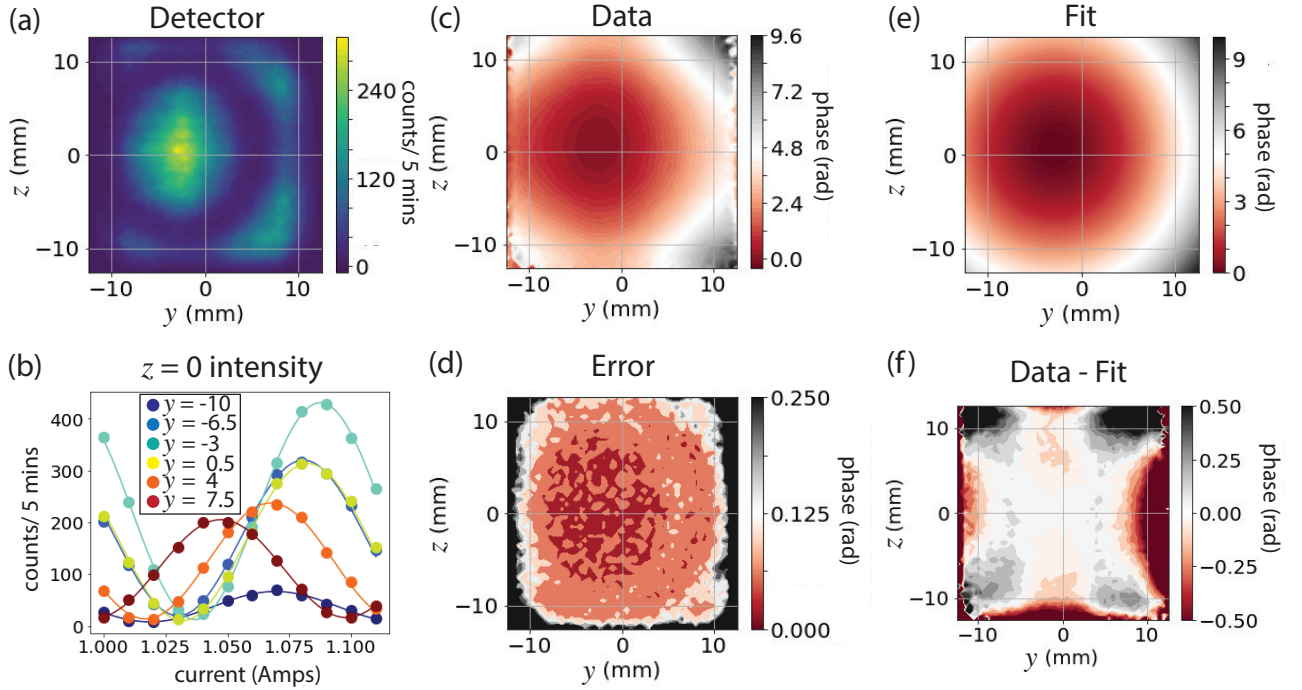 (a) Detector
10
0
−10
z (mm)
−10 0 10
y (mm)
240
120
0
counts/ 5 mins
(c) Data
10
0
−10
z (mm)
−10 0 10
y (mm)
9.6
7.2
4.8
2.4
0.0
phase (rad)
(e) Fit
10
0
−10
z (mm)
−10 0 10
y (mm)
9
6
3
0
phase (rad)
(b) z = 0 intensity
400
300
200
100
0
counts/ 5 mins
y = -10
y = -6.5
y = -3
y = 0.5
y = 4
y = 7.5
1.000 1.025 1.050 1.075 1.100
current (Amps)
(d) Error
10
0
−10
z (mm)
−10 0 10
y (mm)
0.250
0.125
0.000
phase (rad)
(f) Data - Fit
10
0
−10
z (mm)
−10 0 10
y (mm)
0.50
0.25
0.00
−0.25
−0.50
phase (rad)